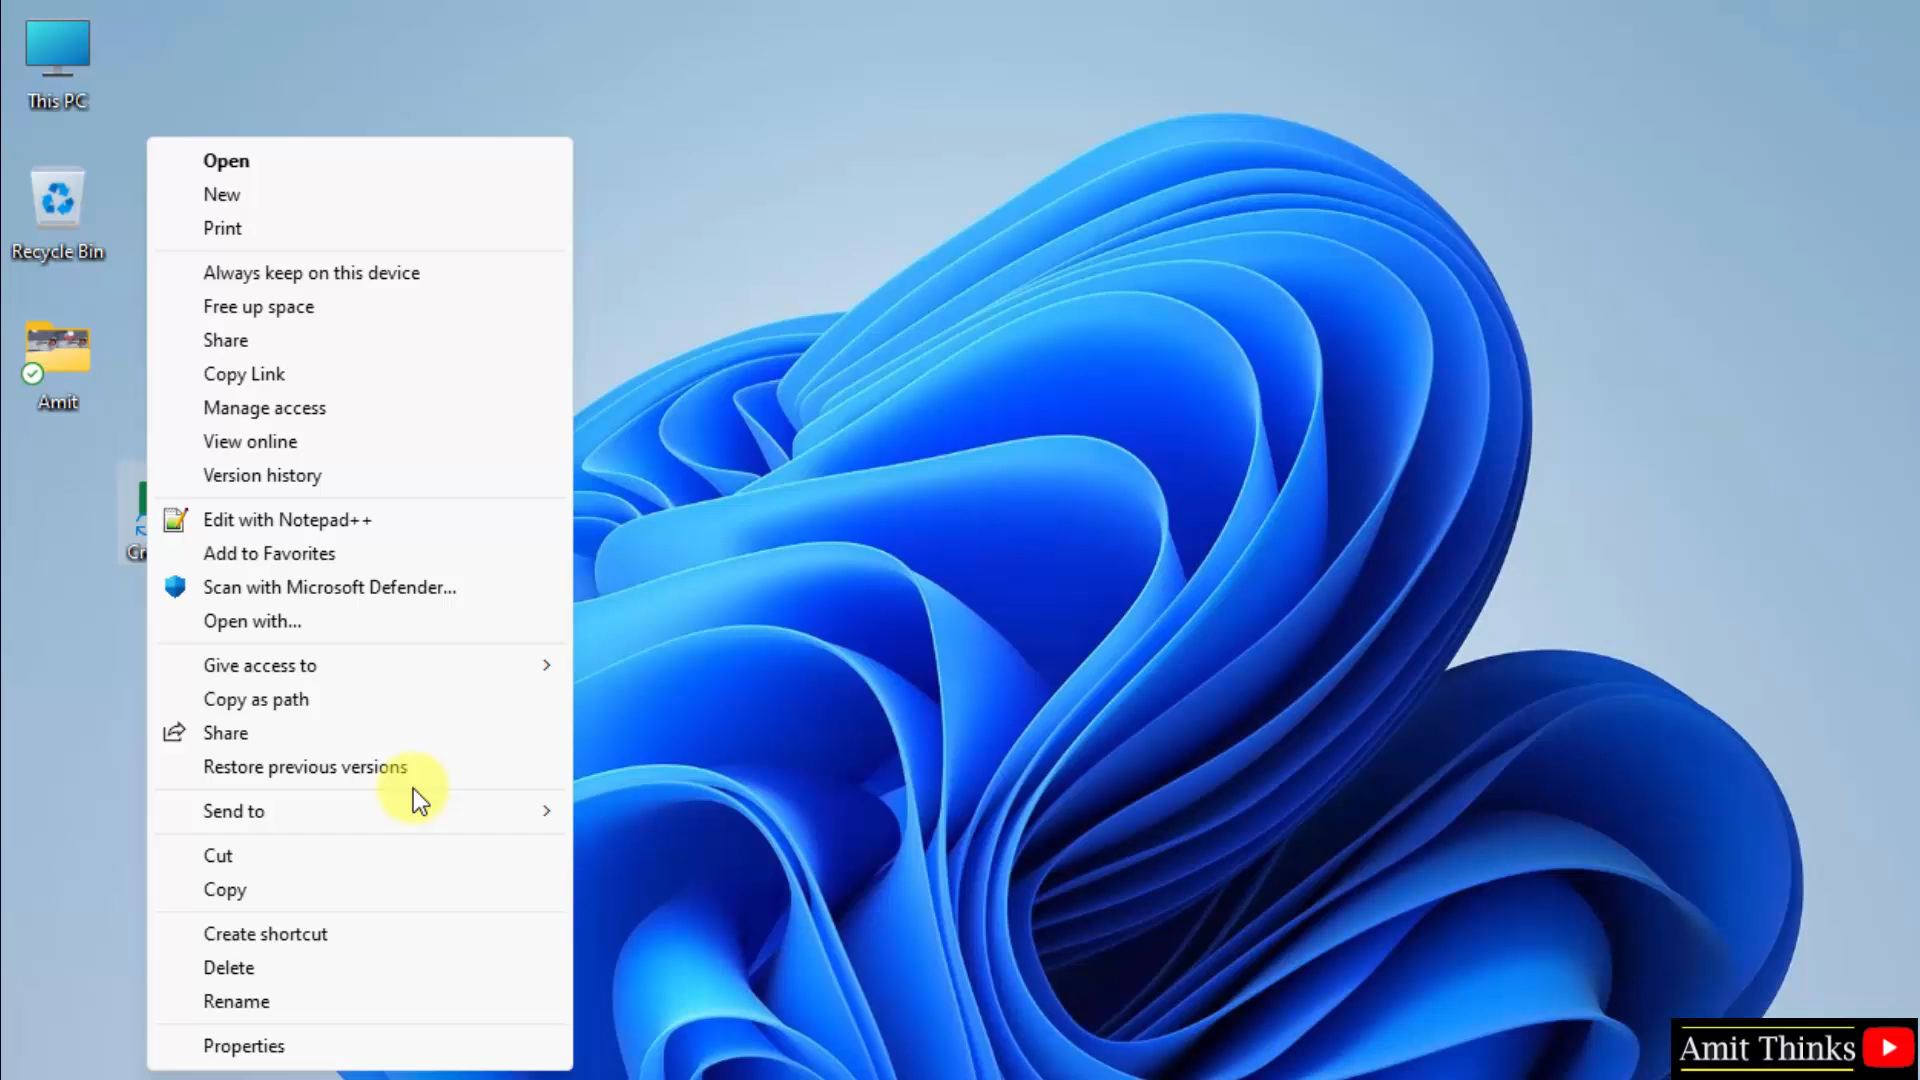 This PC
Recycle Bin
Amit
Open
New
Print
Always keep on this device
Free up space
Share
Copy Link
Manage access
View online
Version history
Edit with Notepad++
Add to Favorites
Scan with Microsoft Defender...
Open with...
Give access to
Copy as path
Share
Restore previous versions
Send to
Cut
Copy
Create shortcut
Delete
Rename
Properties
Amit Thinks